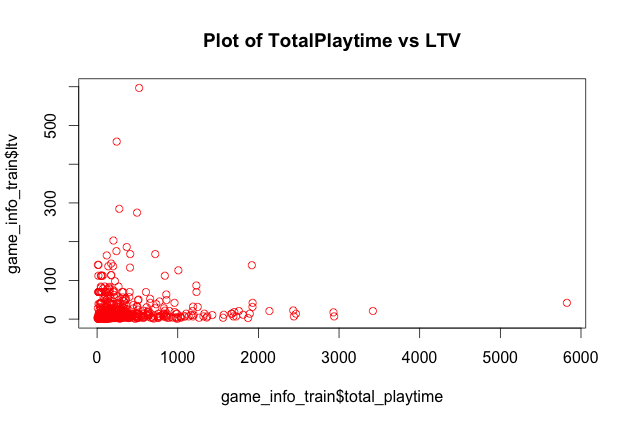 Plot of TotalPlaytime vs LTV
game_info_train$ltv
500
300
100
0
0 1000 2000 3000 4000 5000 6000
game_info_train$total_playtime